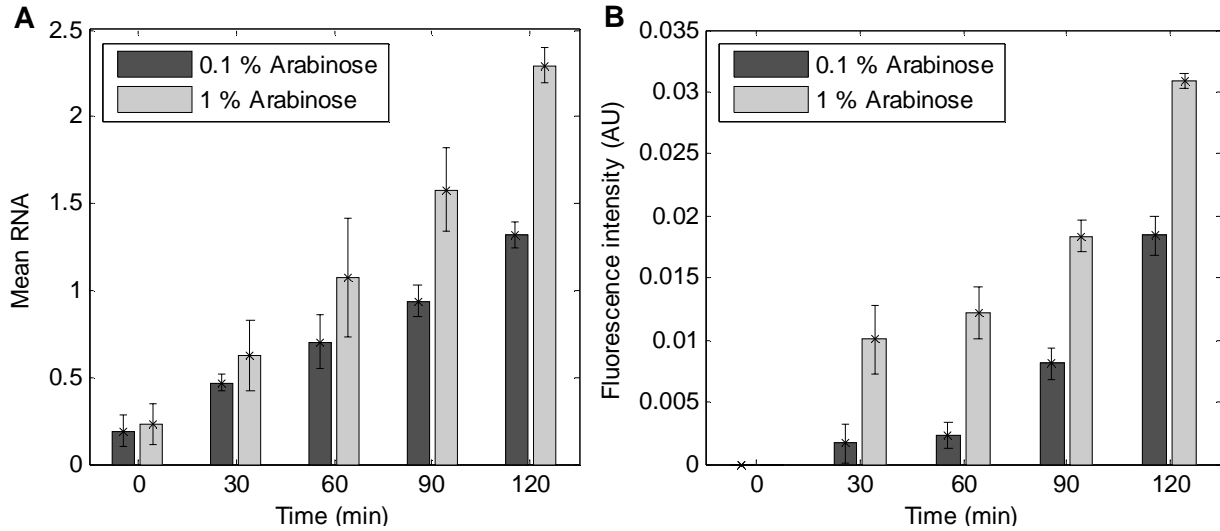 A
2.5
2
1.5
1
0.5
0
Mean RNA
0.1 % Arabinose
1 % Arabinose
0 30 60 90 120
Time (min)
B
0.035
0.03
0.025
0.02
0.015
0.01
0.005
0
Fluorescence intensity (AU)
0.1 % Arabinose
1 % Arabinose
0 30 60 90 120
Time (min)